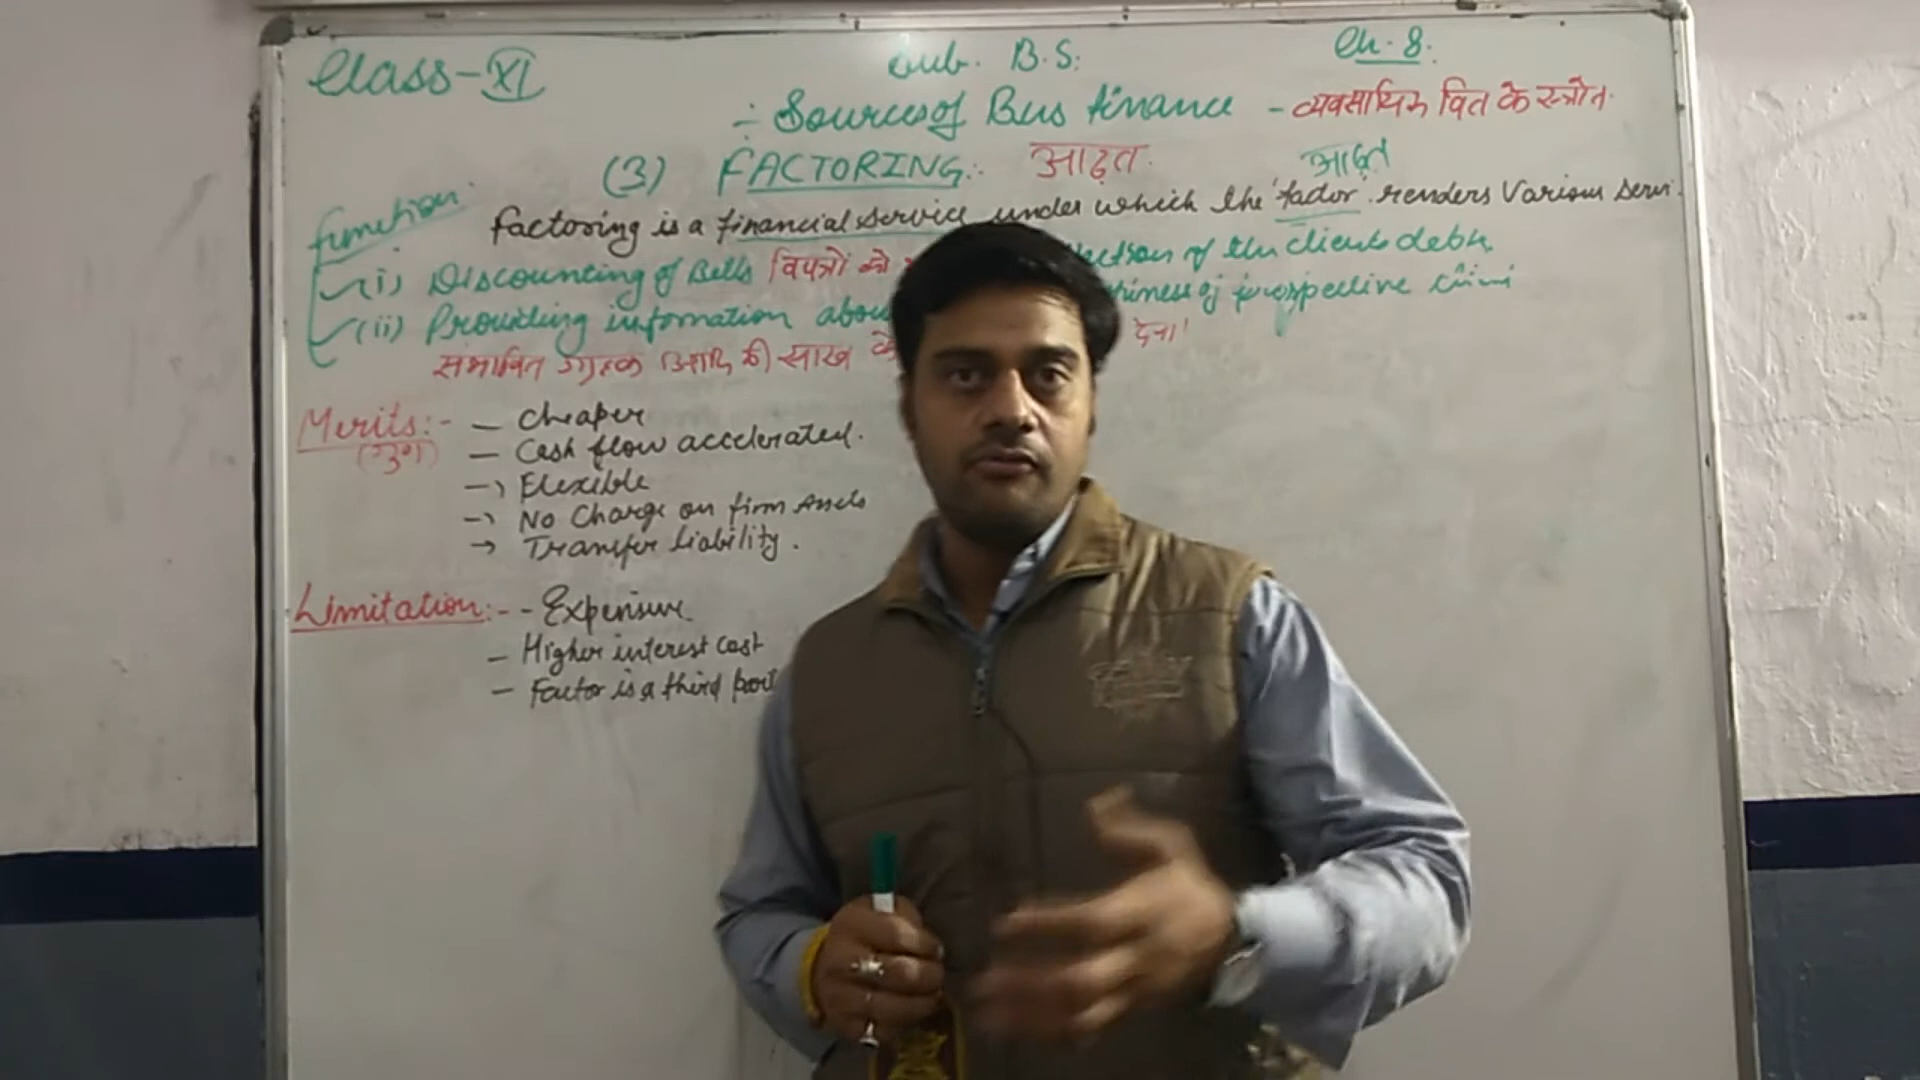 Class-XI
Sub. B.S.
Ch. 8.
Sources of Bus finance - व्यवसायिक वित के स्त्रोत
(3) FACTORING: आढ़त
आढ़त
function
factoring is a financial service under which the 'factor' renders Various servi.
(i) Discounting of Bills विपत्रों को of the clients debts.
(ii) Providing information of prospective
संभावित ग्राहक आदि की साख के देना
Merits:- — Cheaper
— Cash flow accelerated.
→ Flexible
→ No Charge on firm Assets
→ Transfer liability.
Limitation:- - Expensive
— Higher interest cost
— Factor is a third